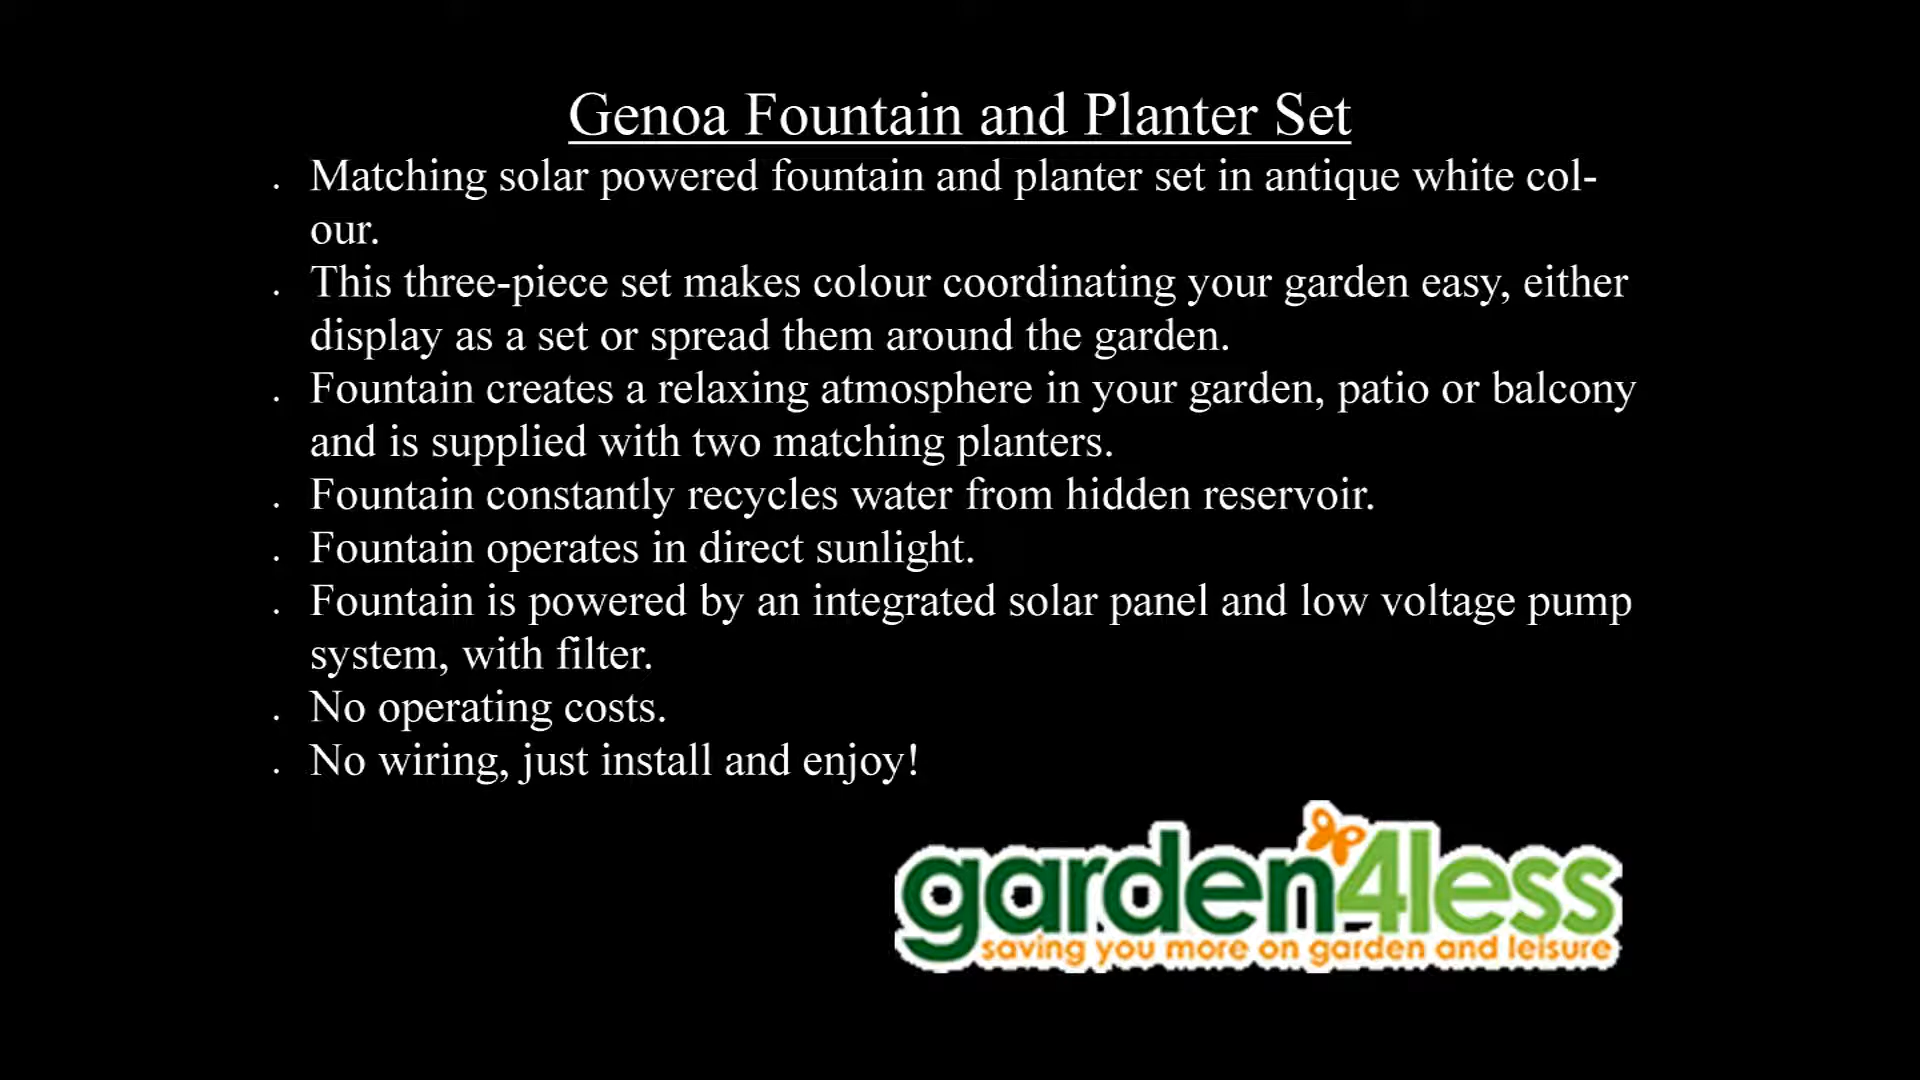 Genoa Fountain and Planter Set
• Matching solar powered fountain and planter set in antique white col-
our.
• This three-piece set makes colour coordinating your garden easy, either
display as a set or spread them around the garden.
• Fountain creates a relaxing atmosphere in your garden, patio or balcony
and is supplied with two matching planters.
• Fountain constantly recycles water from hidden reservoir.
• Fountain operates in direct sunlight.
• Fountain is powered by an integrated solar panel and low voltage pump
system, with filter.
• No operating costs.
• No wiring, just install and enjoy!
garden4less
saving you more on garden and leisure